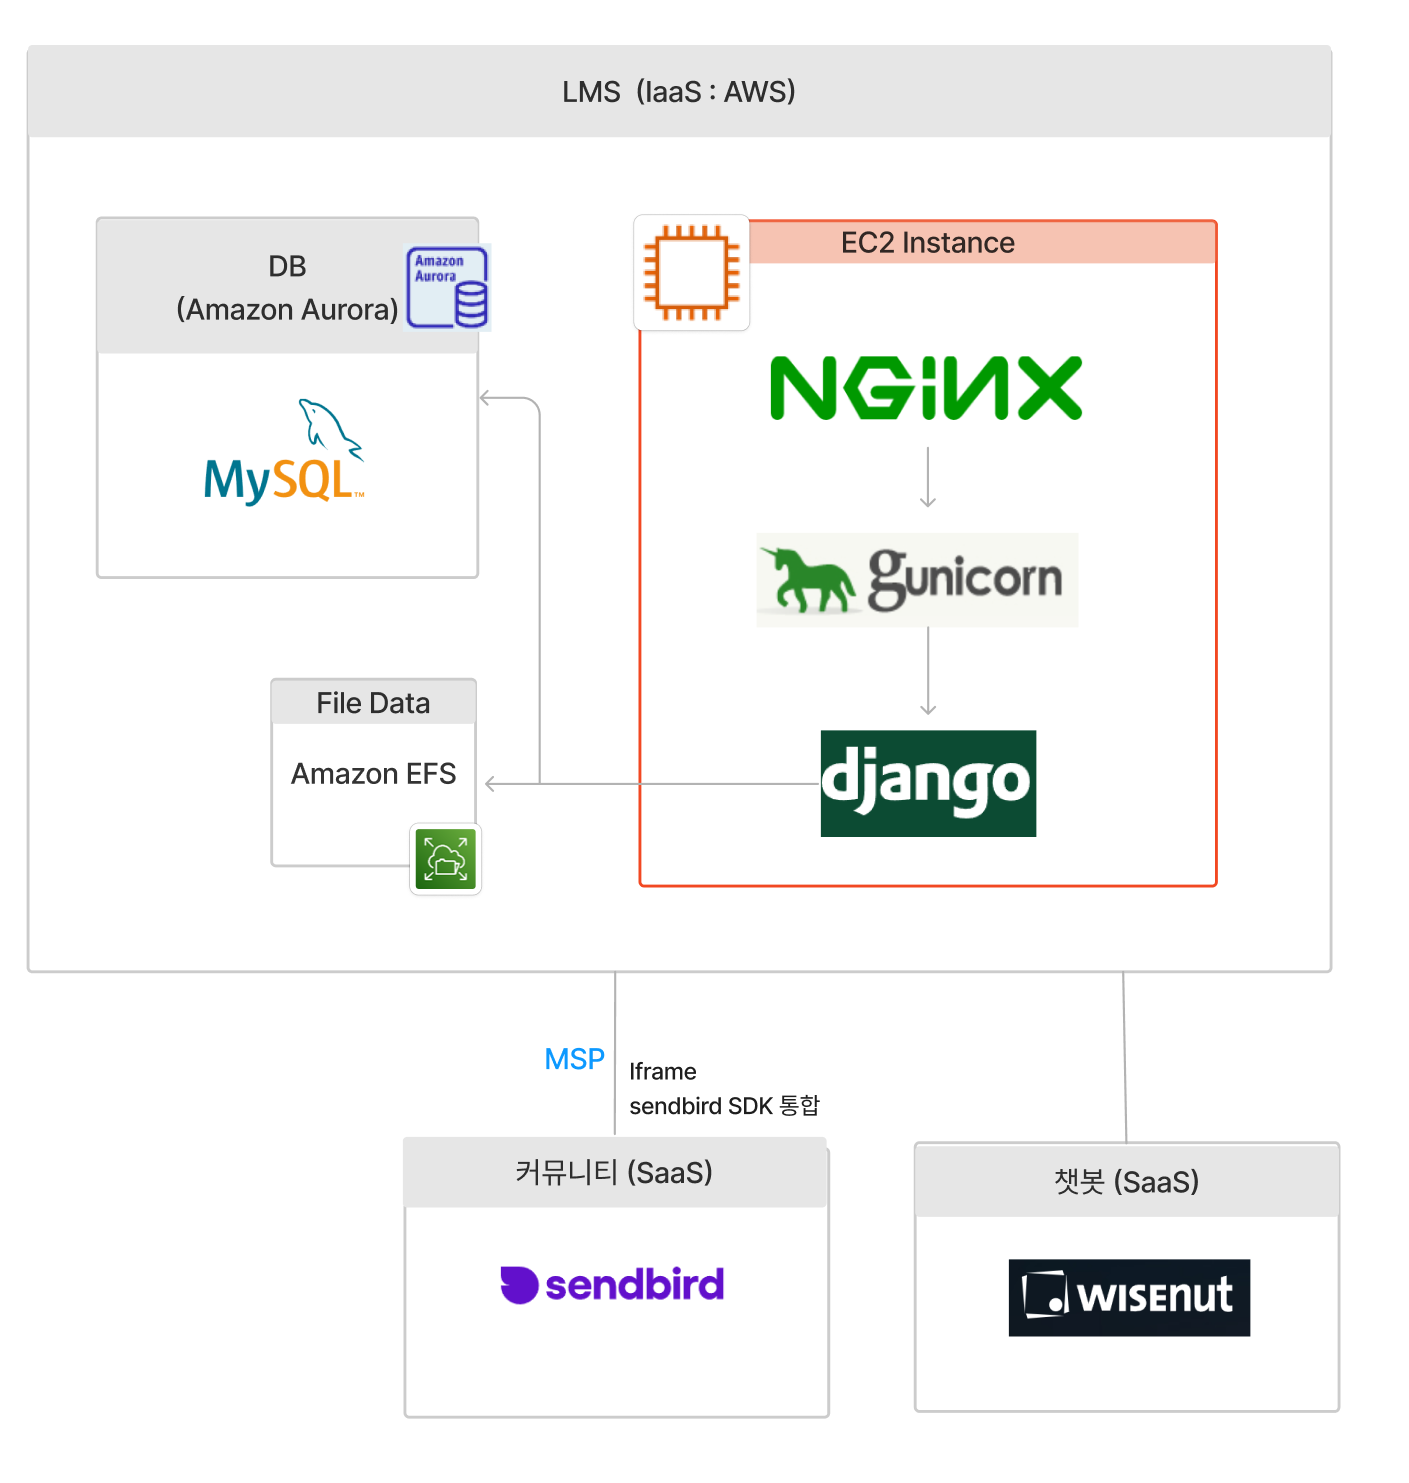 LMS (IaaS : AWS)
DB
(Amazon Aurora)
Amazon
Aurora
MySQL™
EC2 Instance
NGiNX
gunicorn
django
File Data
Amazon EFS
MSP
Iframe
sendbird SDK 통합
커뮤니티 (SaaS)
sendbird
챗봇 (SaaS)
WISEnut